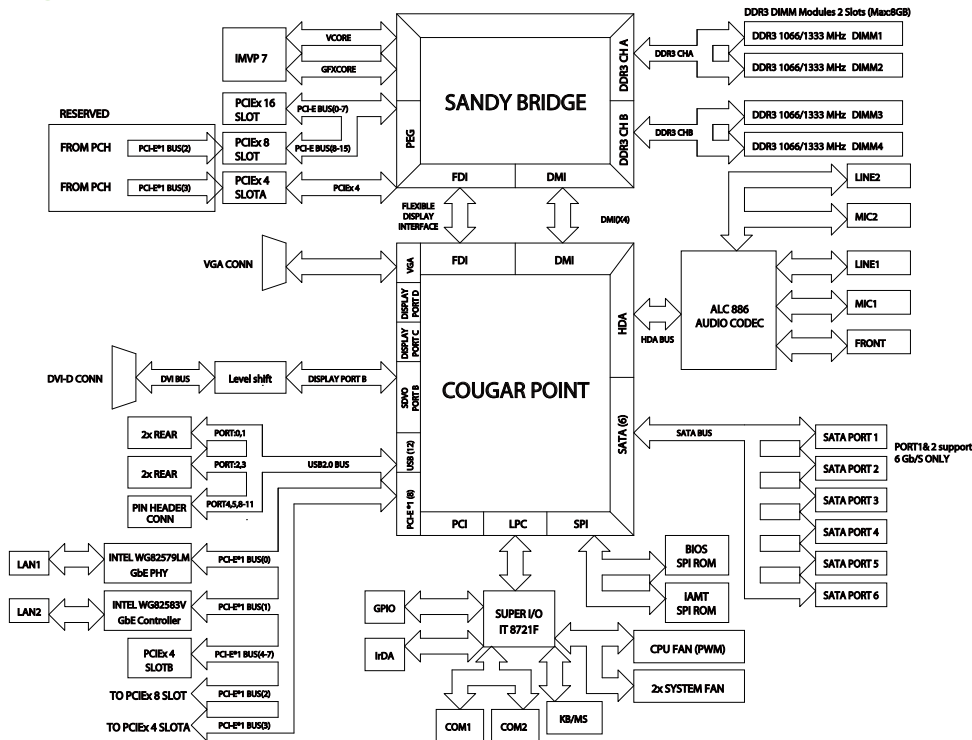 DDR3 DIMM Modules 2 Slots (Max:8GB)
IMVP 7
VCORE
GFXCORE
SANDY BRIDGE
PEG
FDI
DMI
DDR3 CH A
DDR3 CH B
DDR3 CHA
DDR3 CHB
DDR3 1066/1333 MHz DIMM1
DDR3 1066/1333 MHz DIMM2
DDR3 1066/1333 MHz DIMM3
DDR3 1066/1333 MHz DIMM4
RESERVED
FROM PCH
PCI-E*1 BUS(2)
FROM PCH
PCI-E*1 BUS(3)
PCIEx 16
SLOT
PCI-E BUS(0-7)
PCIEx 8
SLOT
PCI-E BUS(8-15)
PCIEx 4
SLOTA
PCIEx 4
FLEXIBLE
DISPLAY
INTERFACE
DMI(X4)
VGA CONN
VGA
FDI
DMI
DISPLAY
PORT D
DISPLAY
PORT C
SDVO
PORT B
USB (12)
PCI-E *1 (8)
COUGAR POINT
HDA
SATA (6)
PCI
LPC
SPI
HDA BUS
ALC 886
AUDIO CODEC
LINE2
MIC2
LINE1
MIC1
FRONT
DVI-D CONN
DVI BUS
Level shift
DISPLAY PORT B
2x REAR
PORT:0,1
2x REAR
PORT:2,3
USB2.0 BUS
PIN HEADER
CONN
PORT4,5,8-11
SATA BUS
SATA PORT 1
SATA PORT 2
SATA PORT 3
SATA PORT 4
SATA PORT 5
SATA PORT 6
PORT1& 2 support
6 Gb/S ONLY
LAN1
INTEL WG82579LM
GbE PHY
PCI-E*1 BUS(0)
LAN2
INTEL WG82583V
GbE Controller
PCI-E*1 BUS(1)
PCIEx 4
SLOTB
PCI-E*1 BUS(4-7)
TO PCIEx 8 SLOT
PCI-E*1 BUS(2)
TO PCIEx 4 SLOTA
PCI-E*1 BUS(3)
BIOS
SPI ROM
IAMT
SPI ROM
GPIO
IrDA
SUPER I/O
IT 8721F
CPU FAN (PWM)
2x SYSTEM FAN
COM1
COM2
KB/MS